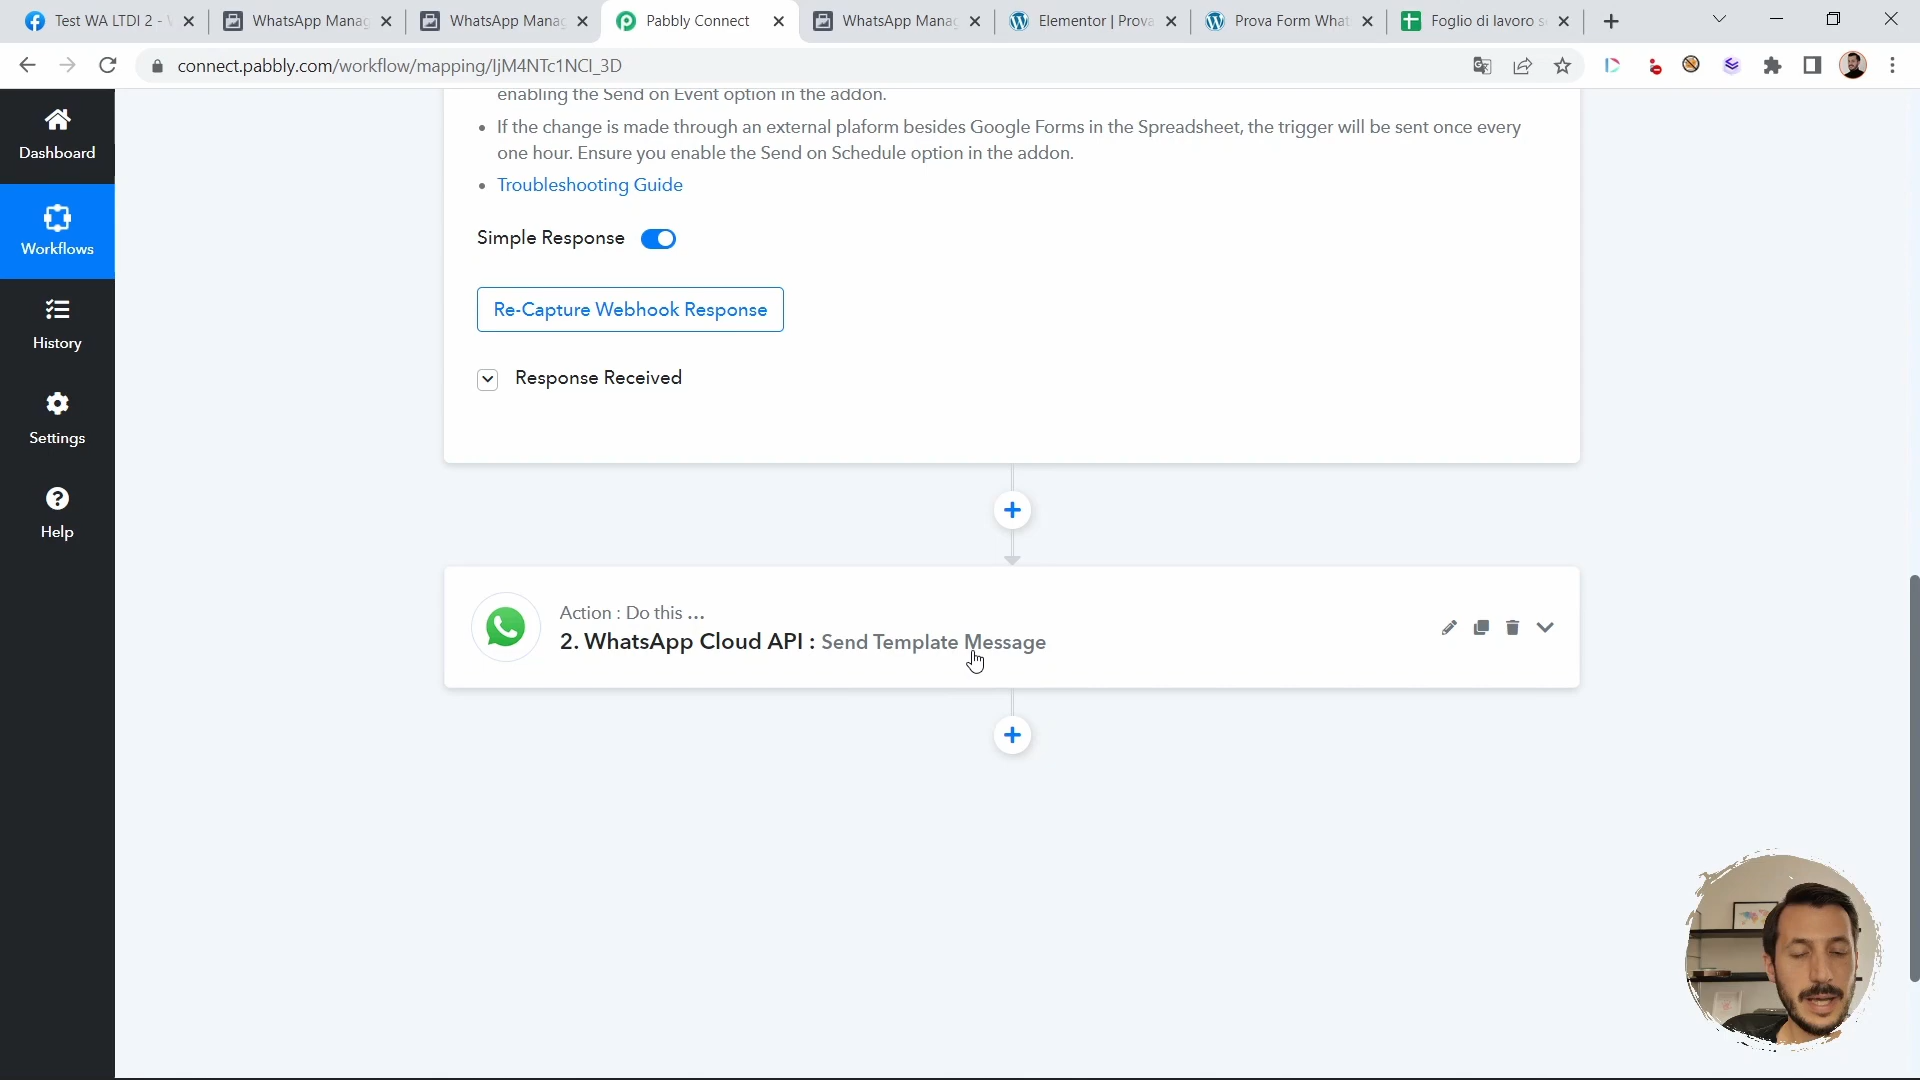 Test WA LTDI 2 -
WhatsApp Manag
WhatsApp Manag
Pabbly Connect
WhatsApp Manag
Elementor | Prova
Prova Form What
Foglio di lavoro s
connect.pabbly.com/workflow/mapping/IjM4NTc1NCI_3D
Dashboard
Workflows
History
Settings
Help
enabling the Send on Event option in the addon.
• If the change is made through an external plaform besides Google Forms in the Spreadsheet, the trigger will be sent once every
one hour. Ensure you enable the Send on Schedule option in the addon.
• Troubleshooting Guide
Simple Response
Re-Capture Webhook Response
Response Received
Action : Do this ...
2. WhatsApp Cloud API : Send Template Message